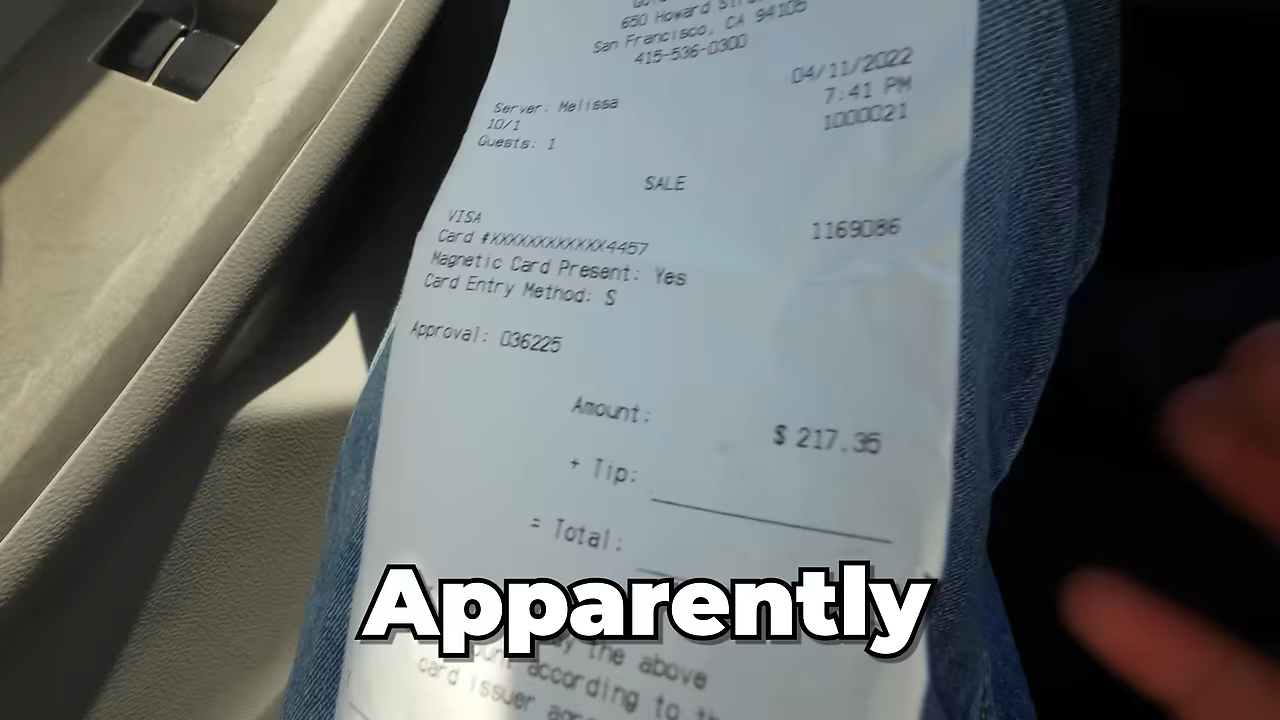 650 Howard
San Francisco, CA 94105
415-536-0300
04/11/2022
7:41 PM
1000021
Server: Melissa
10/1
Guests: 1
SALE
VISA
1169086
Card #XXXXXXXXXXXX4457
Magnetic Card Present: Yes
Card Entry Method: S
Approval: 036225
Amount:
$ 217.35
+ Tip:
= Total:
Apparently
the above
according to
card issuer